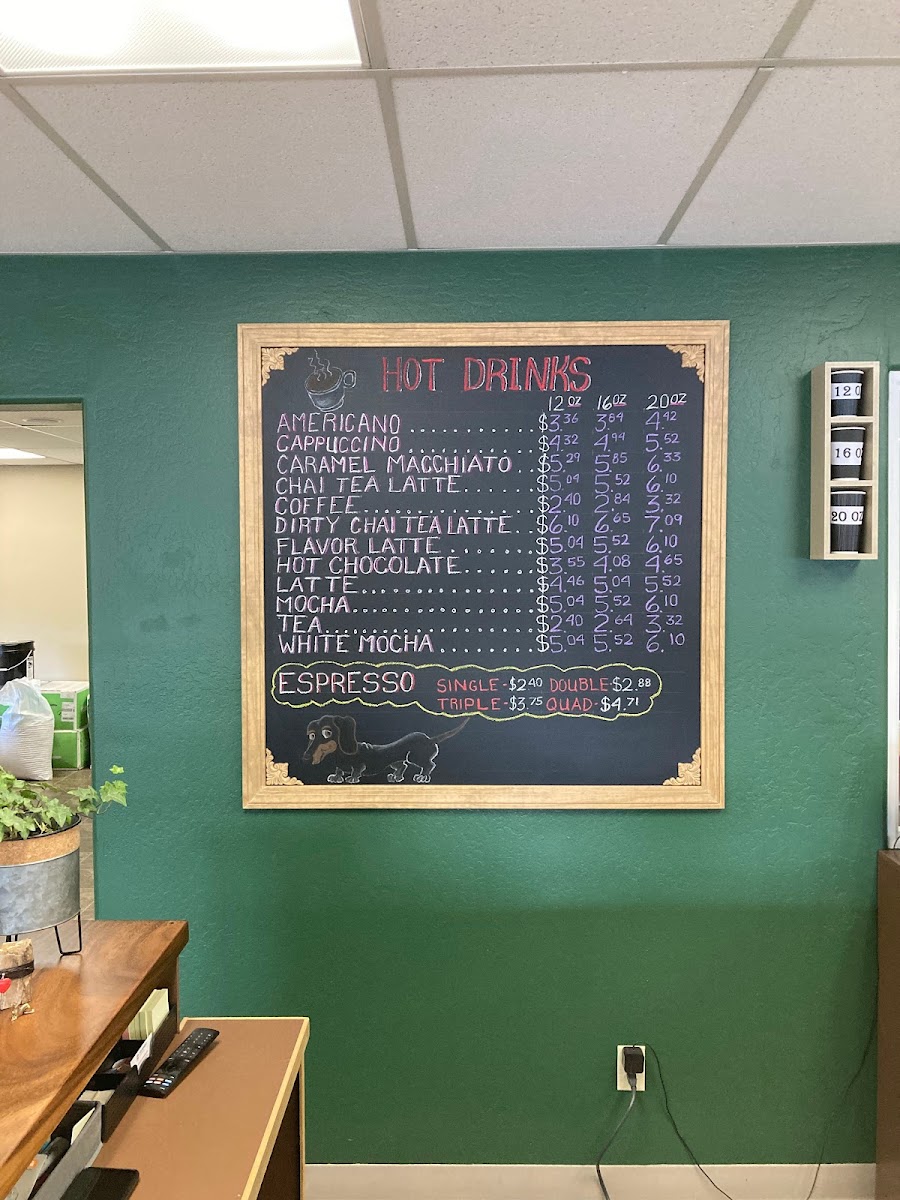 HOT DRINKS
12 OZ 16 OZ 20 OZ
AMERICANO .......... $3.36 3.84 4.42
CAPPUCCINO .......... $4.32 4.94 5.52
CARAMEL MACCHIATO .. $5.29 5.85 6.33
CHAI TEA LATTE ...... $5.09 5.52 6.10
COFFEE .............. $2.40 2.84 3.32
DIRTY CHAI TEA LATTE .. $6.10 6.65 7.09
FLAVOR LATTE ........ $5.04 5.52 6.10
HOT CHOCOLATE ...... $3.55 4.08 4.65
LATTE .............. $4.46 5.04 5.52
MOCHA .............. $5.04 5.52 6.10
TEA ................ $2.40 2.64 3.32
WHITE MOCHA ........ $5.04 5.52 6.10
ESPRESSO SINGLE - $2.40 DOUBLE - $2.88
TRIPLE - $3.75 QUAD - $4.71
12 O
16 O
20 OZ